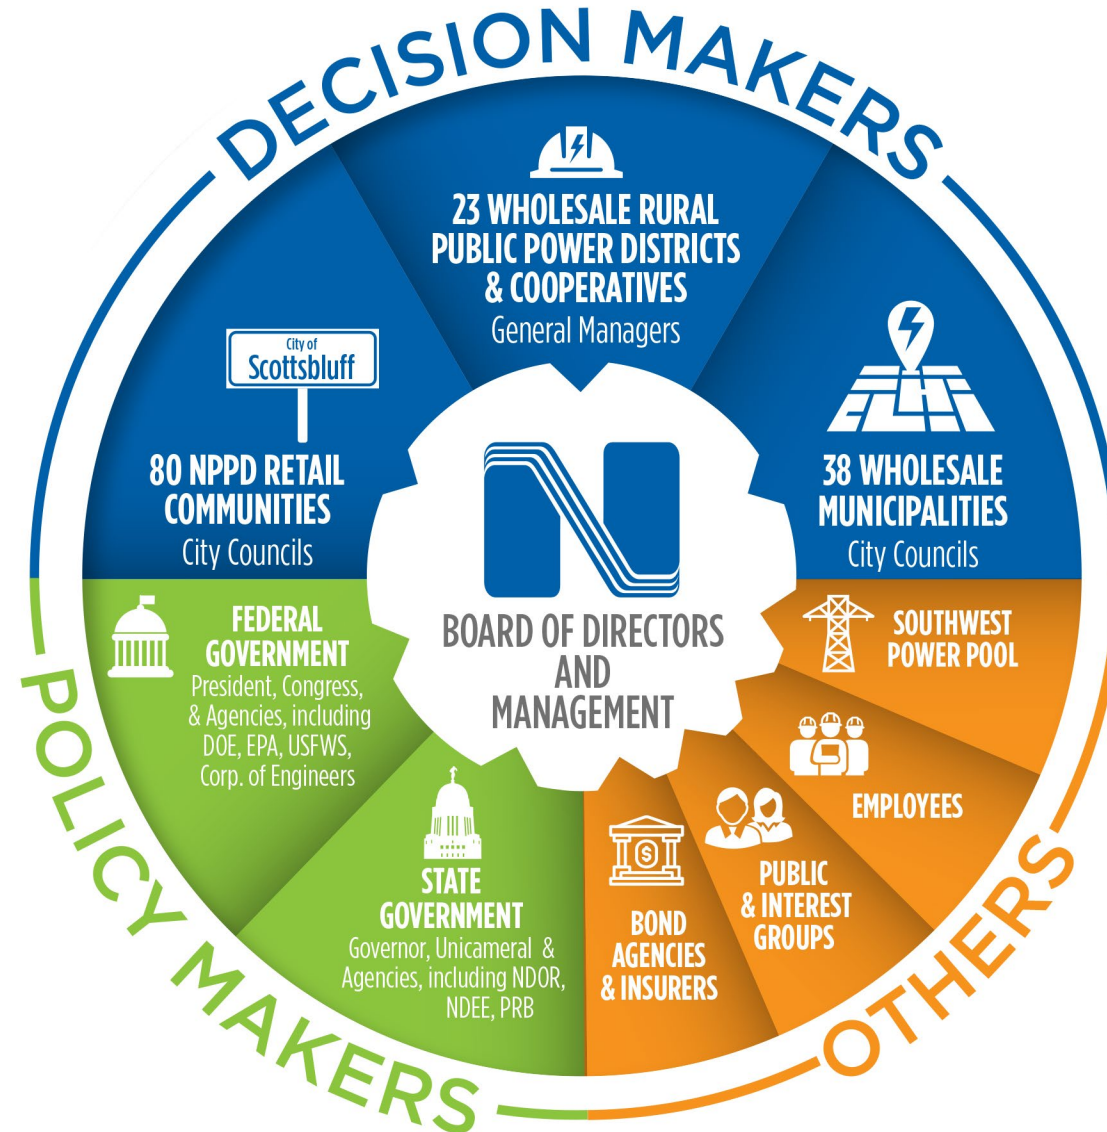 DECISION MAKERS
23 WHOLESALE RURAL
PUBLIC POWER DISTRICTS
& COOPERATIVES
General Managers
City of
Scottsbluff
80 NPPD RETAIL
COMMUNITIES
City Councils
38 WHOLESALE
MUNICIPALITIES
City Councils
N
BOARD OF DIRECTORS
AND
MANAGEMENT
POLICY MAKERS
FEDERAL
GOVERNMENT
President, Congress,
& Agencies, including
DOE, EPA, USFWS,
Corp. of Engineers
STATE
GOVERNMENT
Governor, Unicameral &
Agencies, including NDOR,
NDEE, PRB
OTHERS
SOUTHWEST
POWER POOL
EMPLOYEES
PUBLIC
& INTEREST
GROUPS
$
BOND
AGENCIES
& INSURERS